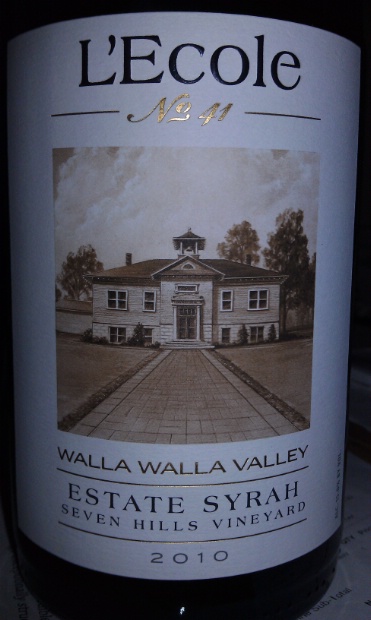 L'Ecole
No 41
WALLA WALLA VALLEY
ESTATE SYRAH
SEVEN HILLS VINEYARD
2010